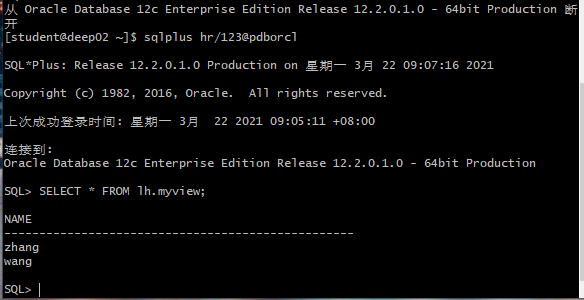 从 Oracle Database 12c Enterprise Edition Release 12.2.0.1.0 - 64bit Production 断
开
[student@deep02 ~]$ sqlplus hr/123@pdborcl
SQL*Plus: Release 12.2.0.1.0 Production on 星期一 3月 22 09:07:16 2021
Copyright (c) 1982, 2016, Oracle.  All rights reserved.
上次成功登录时间: 星期一 3月  22 2021 09:05:11 +08:00
连接到:
Oracle Database 12c Enterprise Edition Release 12.2.0.1.0 - 64bit Production
SQL> SELECT * FROM lh.myview;
NAME
--------------------------------------------------
zhang
wang
SQL>